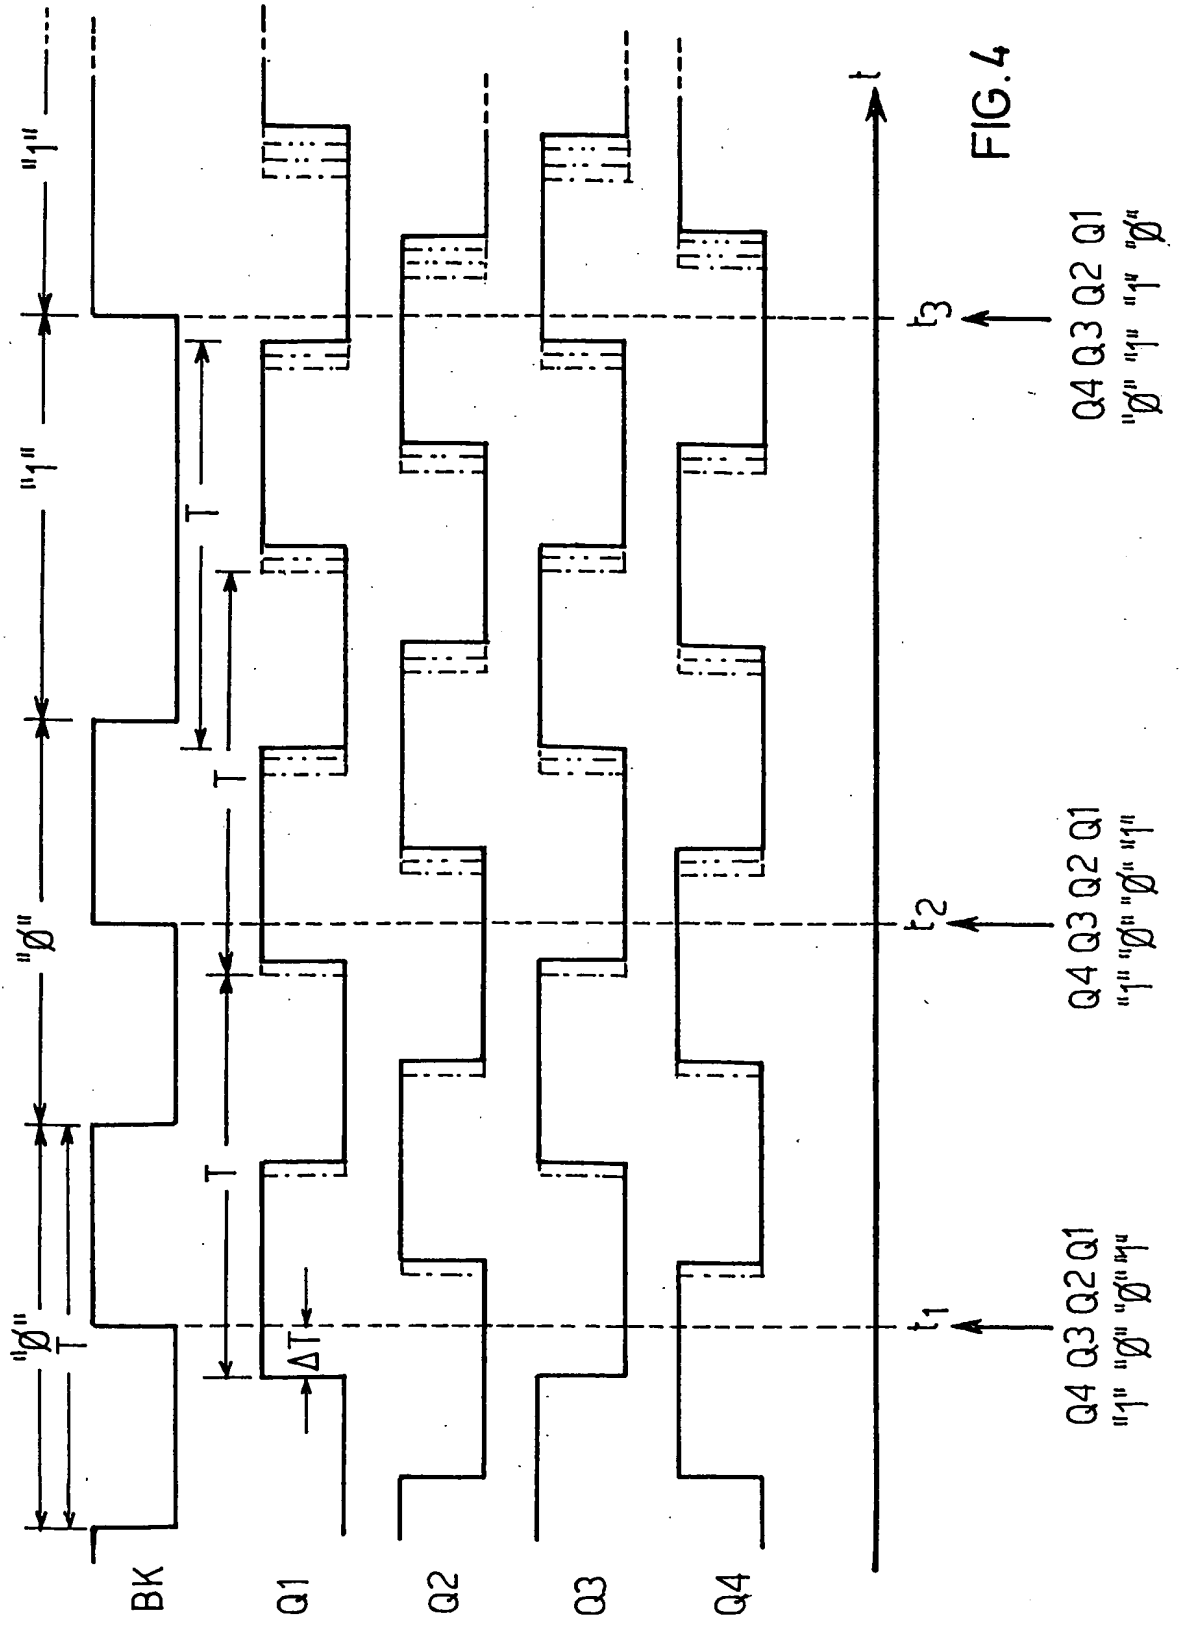 "Ø" "Ø" "1" "1"
T
BK
T T T
Q1 ΔT
Q2
Q3
Q4
t
t1 t2 t3
FIG.4
Q4 Q3 Q2 Q1 Q4 Q3 Q2 Q1 Q4 Q3 Q2 Q1
"1" "Ø" "Ø" "1" "1" "Ø" "Ø" "1" "Ø" "1" "1" "Ø"